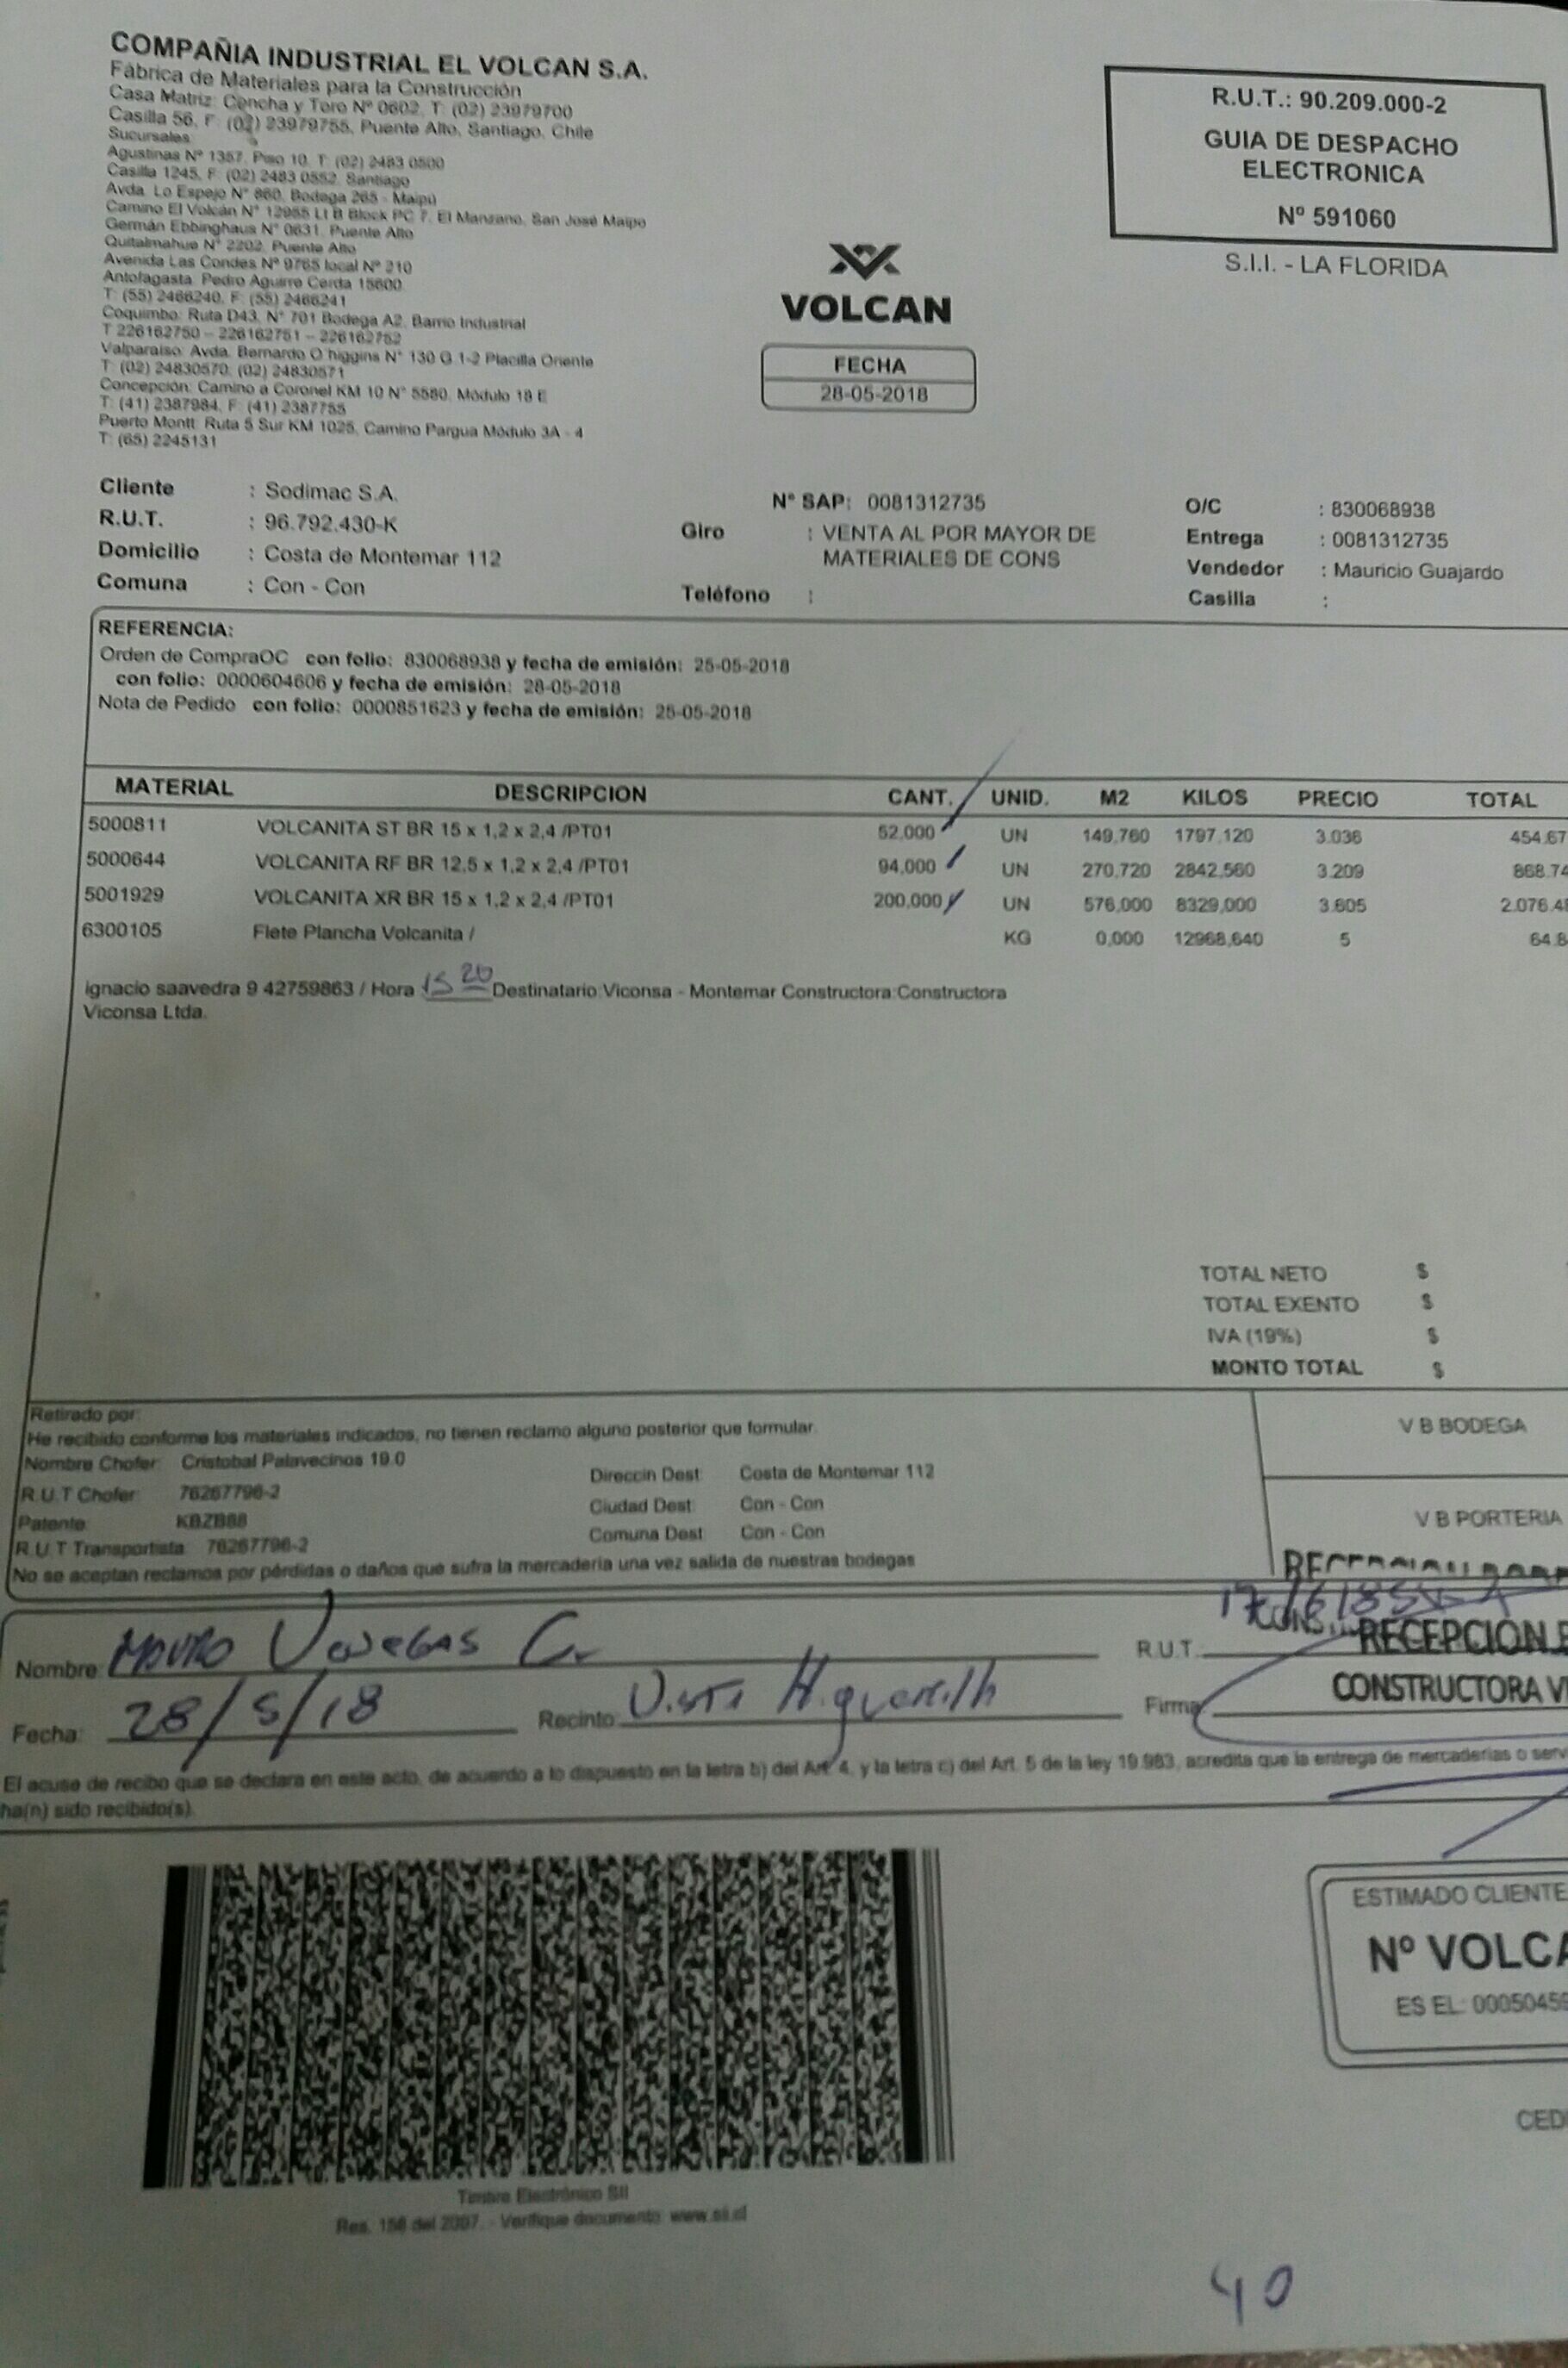 COMPAÑIA INDUSTRIAL EL VOLCAN S.A.
Fábrica de Materiales para la Construcción
Casa Matriz: Concha y Toro Nº 0602, T: (02) 23979700
Casilla 56, F: (02) 23979755, Puente Alto, Santiago, Chile
Sucursales:
Agustinas Nº 1357, Piso 10, T: (02) 2483 0500
Casilla 1245, F: (02) 2483 0552, Santiago
Avda. Lo Espejo N° 860, Bodega 265 - Maipú
Camino El Volcán N° 12955 Lt B Block PC 7, El Manzano, San José Maipo
Germán Ebbinghaus N° 0631, Puente Alto
Quitalmahue N° 2202, Puente Alto
Avenida Las Condes Nº 9765 local Nº 210
Antofagasta: Pedro Aguirre Cerda 15600
T: (55) 2466240, F: (55) 2466241
Coquimbo: Ruta D43, N° 701 Bodega A2, Barrio Industrial
T 226162750 – 226162751 – 226162752
Valparaíso: Avda. Bernardo O´higgins N° 130 G 1-2 Placilla Oriente
T: (02) 24830570, (02) 24830571
Concepción: Camino a Coronel KM 10 N° 5580, Módulo 18 E
T: (41) 2387984, F: (41) 2387755
Puerto Montt: Ruta 5 Sur KM 1025, Camino Pargua Módulo 3A - 4
T: (65) 2245131
R.U.T.: 90.209.000-2
GUIA DE DESPACHO
ELECTRONICA
Nº 591060
S.I.I. - LA FLORIDA
VOLCAN
FECHA
28-05-2018
Cliente : Sodimac S.A. N° SAP: 0081312735 O/C : 830068938
R.U.T. : 96.792.430-K Giro : VENTA AL POR MAYOR DE Entrega : 0081312735
MATERIALES DE CONS
Domicilio : Costa de Montemar 112 Vendedor : Mauricio Guajardo
Comuna : Con - Con Teléfono : Casilla :
REFERENCIA:
Orden de CompraOC con folio: 830068938 y fecha de emisión: 25-05-2018
con folio: 0000604606 y fecha de emisión: 28-05-2018
Nota de Pedido con folio: 0000851623 y fecha de emisión: 25-05-2018
MATERIAL DESCRIPCION CANT. UNID. M2 KILOS PRECIO TOTAL
5000811 VOLCANITA ST BR 15 x 1,2 x 2,4 /PT01 52,000 UN 149,760 1797,120 3.036 454.67
5000644 VOLCANITA RF BR 12,5 x 1,2 x 2,4 /PT01 94,000 UN 270,720 2842,560 3.209 868.74
5001929 VOLCANITA XR BR 15 x 1,2 x 2,4 /PT01 200,000 UN 576,000 8329,000 3.605 2.076.48
6300105 Flete Plancha Volcanita / KG 0,000 12968,640 5 64.8
ignacio saavedra 9 42759863 / Hora 15 20 Destinatario:Viconsa - Montemar Constructora:Constructora
Viconsa Ltda.
TOTAL NETO $
TOTAL EXENTO $
IVA (19%) $
MONTO TOTAL $
Retirado por:
He recibido conforme los materiales indicados, no tienen reclamo alguno posterior que formular.
Nombre Chofer: Cristobal Palavecinos 19.0
R.U.T Chofer: 76267796-2
Patente: KBZB88
R.U.T Transportista: 76267796-2
Direccin Dest: Costa de Montemar 112
Ciudad Dest: Con - Con
Comuna Dest: Con - Con
No se aceptan reclamos por pérdidas o daños que sufra la mercadería una vez salida de nuestras bodegas
V B BODEGA
V B PORTERIA
Nombre: MAURO Venegas C. R.U.T.
RECEPCION
CONSTRUCTORA
Fecha: 28/5/18 Recinto: Firma:
El acuse de recibo que se declara en este acto, de acuerdo a lo dispuesto en la letra b) del Art. 4, y la letra c) del Art. 5 de la ley 19.983, acredita que la entrega de mercaderías o serv
ha(n) sido recibido(s).
Timbre Electrónico SII
Res. 156 del 2007. - Verifique documento: www.sii.cl
ESTIMADO CLIENTE
Nº VOLCA
ES EL: 00050456
CED
40